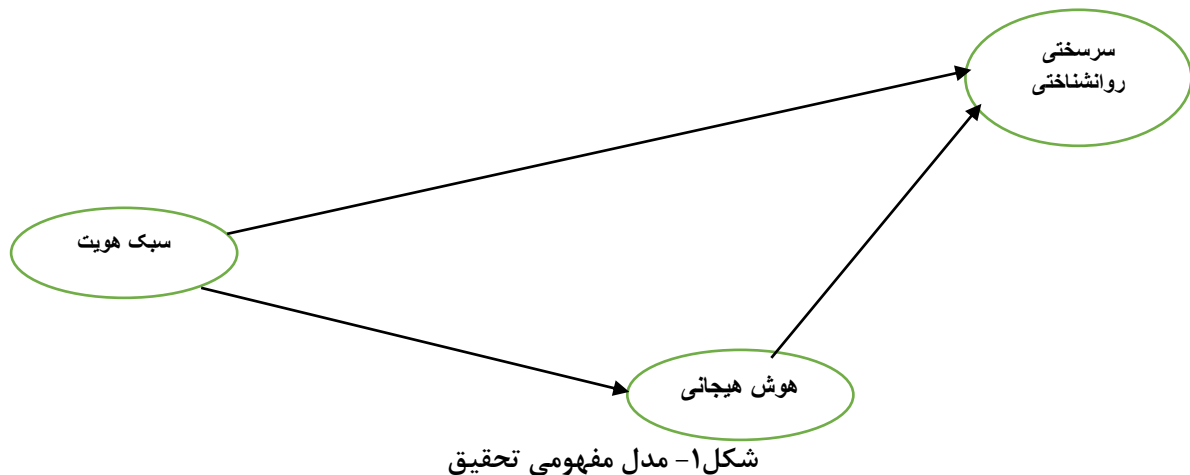 سرسختی
روانشناختی
سبک هویت
هوش هیجانی
شکل۱- مدل مفهومی تحقیق